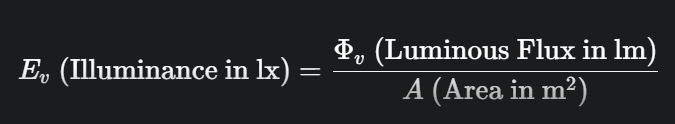 E_v (Illuminance in lx) = Φ_v (Luminous Flux in lm) / A (Area in m²)